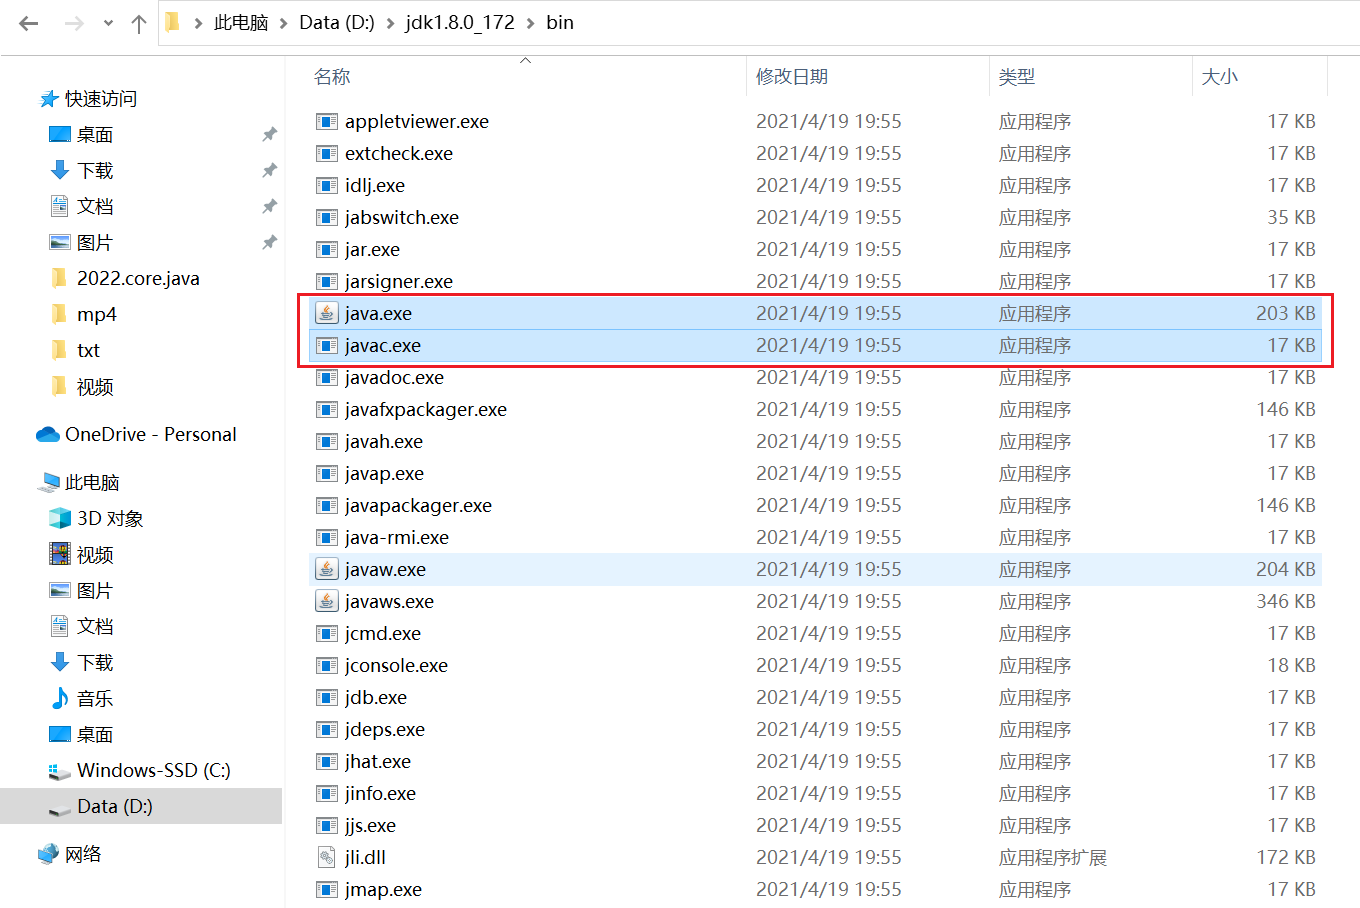 此电脑 > Data (D:) > jdk1.8.0_172 > bin
名称 修改日期 类型 大小
快速访问
桌面
下载
文档
图片
2022.core.java
mp4
txt
视频
OneDrive - Personal
此电脑
3D 对象
视频
图片
文档
下载
音乐
桌面
Windows-SSD (C:)
Data (D:)
网络
appletviewer.exe 2021/4/19 19:55 应用程序 17 KB
extcheck.exe 2021/4/19 19:55 应用程序 17 KB
idlj.exe 2021/4/19 19:55 应用程序 17 KB
jabswitch.exe 2021/4/19 19:55 应用程序 35 KB
jar.exe 2021/4/19 19:55 应用程序 17 KB
jarsigner.exe 2021/4/19 19:55 应用程序 17 KB
java.exe 2021/4/19 19:55 应用程序 203 KB
javac.exe 2021/4/19 19:55 应用程序 17 KB
javadoc.exe 2021/4/19 19:55 应用程序 17 KB
javafxpackager.exe 2021/4/19 19:55 应用程序 146 KB
javah.exe 2021/4/19 19:55 应用程序 17 KB
javap.exe 2021/4/19 19:55 应用程序 17 KB
javapackager.exe 2021/4/19 19:55 应用程序 146 KB
java-rmi.exe 2021/4/19 19:55 应用程序 17 KB
javaw.exe 2021/4/19 19:55 应用程序 204 KB
javaws.exe 2021/4/19 19:55 应用程序 346 KB
jcmd.exe 2021/4/19 19:55 应用程序 17 KB
jconsole.exe 2021/4/19 19:55 应用程序 18 KB
jdb.exe 2021/4/19 19:55 应用程序 17 KB
jdeps.exe 2021/4/19 19:55 应用程序 17 KB
jhat.exe 2021/4/19 19:55 应用程序 17 KB
jinfo.exe 2021/4/19 19:55 应用程序 17 KB
jjs.exe 2021/4/19 19:55 应用程序 17 KB
jli.dll 2021/4/19 19:55 应用程序扩展 172 KB
jmap.exe 2021/4/19 19:55 应用程序 17 KB